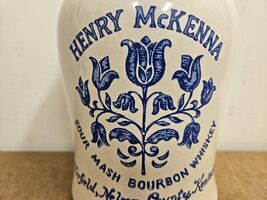 HENRY McKENNA
SOUR MASH BOURBON WHISKEY
Nelson County